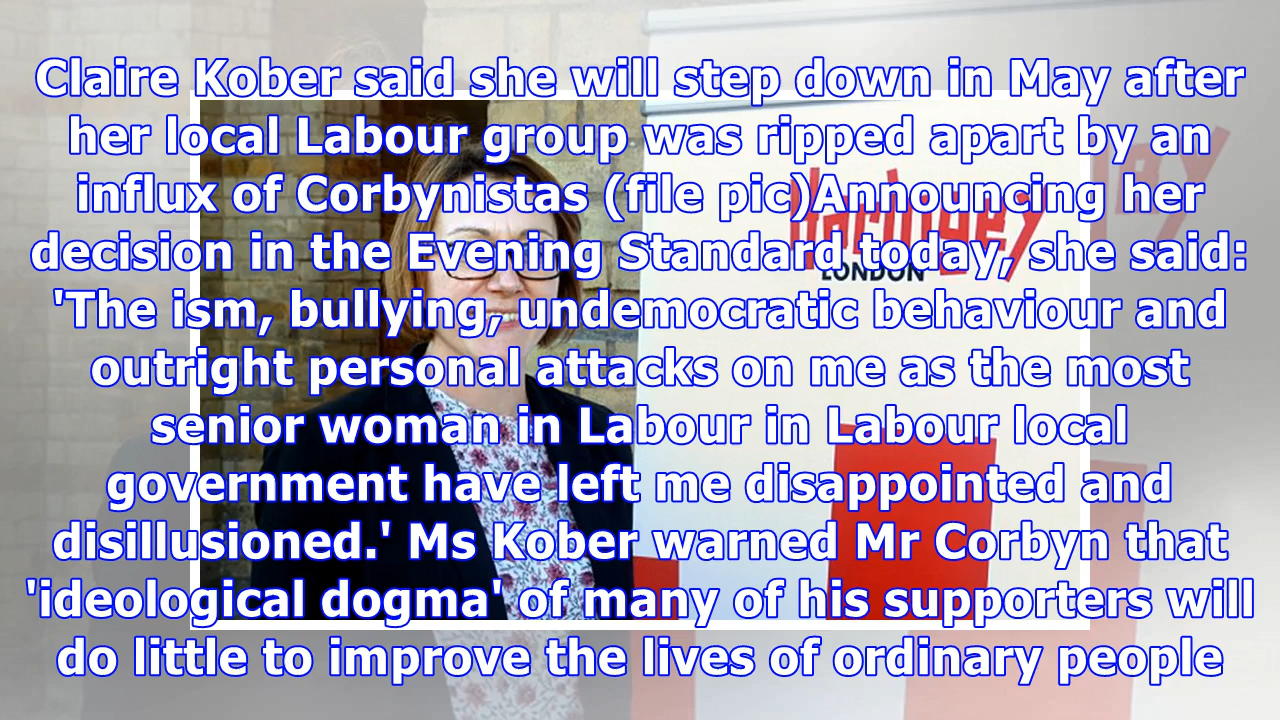 Claire Kober said she will step down in May after
her local Labour group was ripped apart by an
influx of Corbynistas (file pic)Announcing her
decision in the Evening Standard today, she said:
'The ism, bullying, undemocratic behaviour and
outright personal attacks on me as the most
senior woman in Labour in Labour local
government have left me disappointed and
disillusioned.' Ms Kober warned Mr Corbyn that
'ideological dogma' of many of his supporters will
do little to improve the lives of ordinary people
Haringey
LONDON